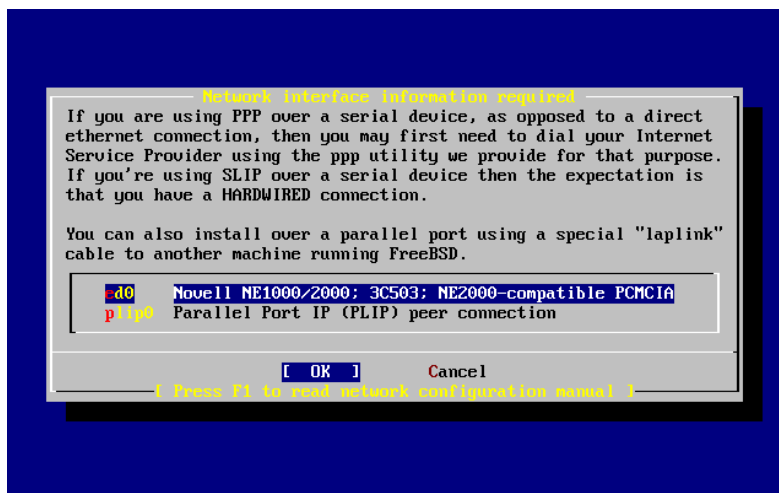 Network interface information required
If you are using PPP over a serial device, as opposed to a direct
ethernet connection, then you may first need to dial your Internet
Service Provider using the ppp utility we provide for that purpose.
If you're using SLIP over a serial device then the expectation is
that you have a HARDWIRED connection.
You can also install over a parallel port using a special "laplink"
cable to another machine running FreeBSD.
ed0 Novell NE1000/2000; 3C503; NE2000-compatible PCMCIA
plip0 Parallel Port IP (PLIP) peer connection
[ OK ] Cancel
[ Press F1 to read network configuration manual ]